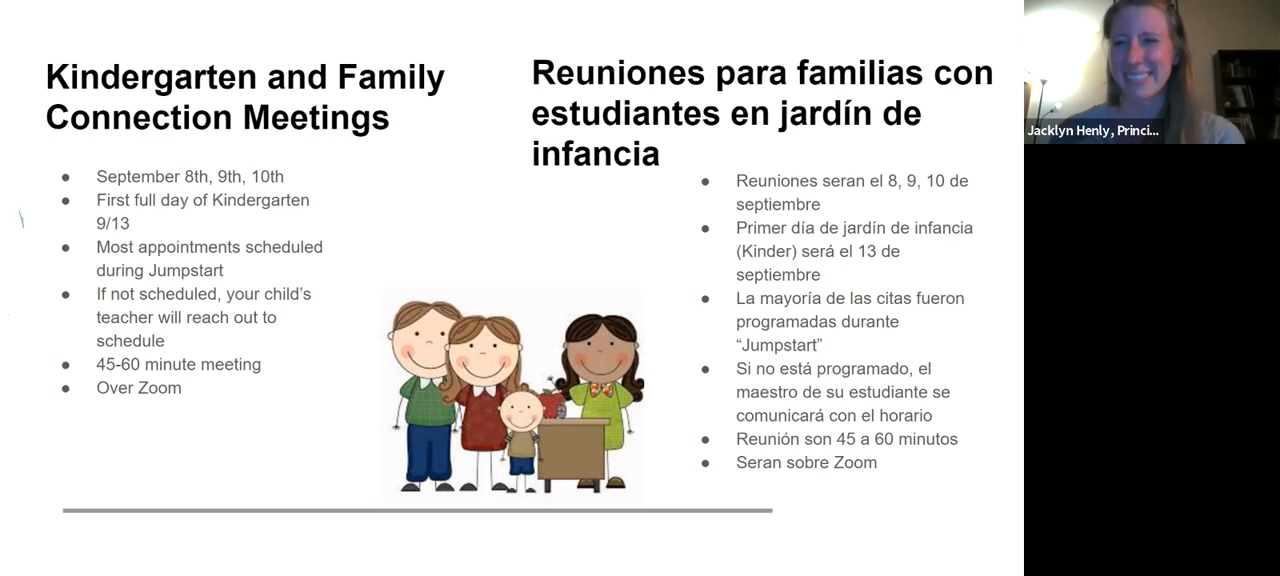 Kindergarten and Family
Connection Meetings
September 8th, 9th, 10th
First full day of Kindergarten
9/13
Most appointments scheduled
during Jumpstart
If not scheduled, your child's
teacher will reach out to
schedule
45-60 minute meeting
Over Zoom
Reuniones para familias con
estudiantes en jardín de
infancia
Reuniones seran el 8, 9, 10 de
septiembre
Primer día de jardín de infancia
(Kinder) será el 13 de
septiembre
La mayoría de las citas fueron
programadas durante
“Jumpstart”
Si no está programado, el
maestro de su estudiante se
comunicará con el horario
Reunión son 45 a 60 minutos
Seran sobre Zoom
Jacklyn Henly, Princi...